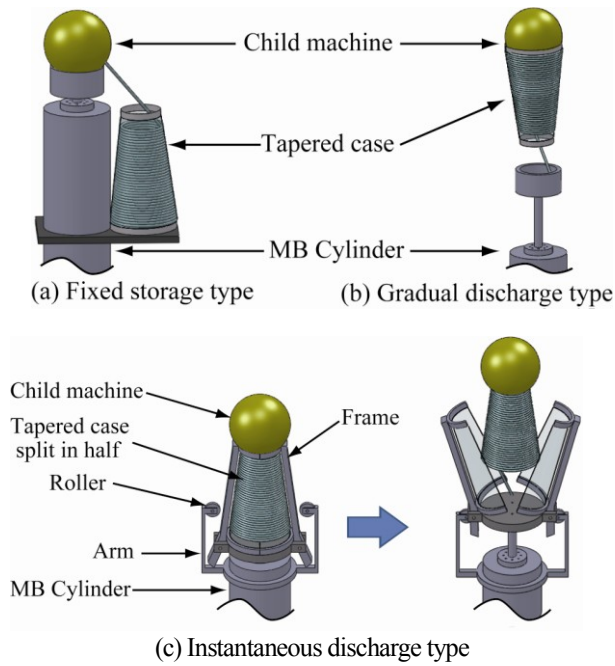 Child machine
Tapered case
MB Cylinder
(a) Fixed storage type
(b) Gradual discharge type
Child machine
Tapered case
split in half
Roller
Arm
MB Cylinder
Frame
(c) Instantaneous discharge type